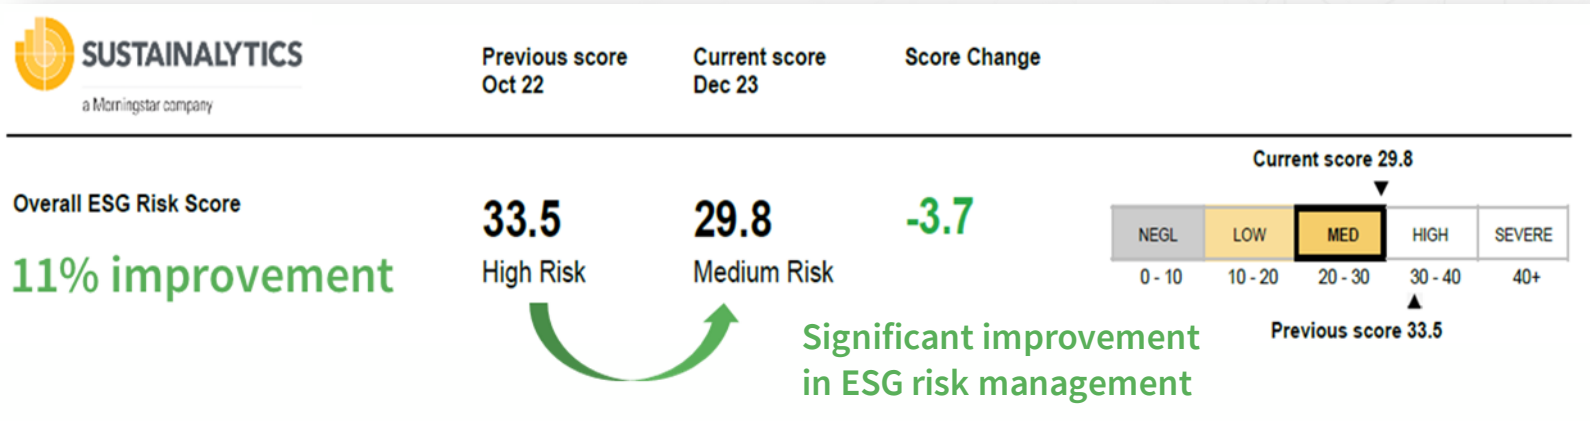 SUSTAINALYTICS
a Morningstar company
Previous score
Oct 22
Current score
Dec 23
Score Change
Overall ESG Risk Score
11% improvement
33.5
High Risk
29.8
Medium Risk
-3.7
Significant improvement
in ESG risk management
Current score 29.8
NEGL LOW MED HIGH SEVERE
0 - 10 10 - 20 20 - 30 30 - 40 40+
Previous score 33.5